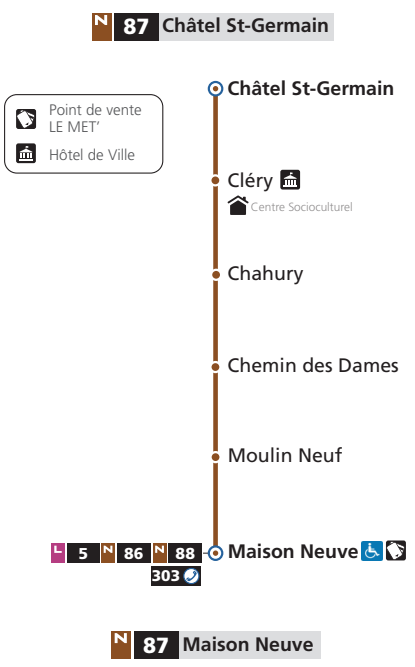 N 87 Châtel St-Germain
Châtel St-Germain
Point de vente
LE MET’
Hôtel de Ville
Cléry
Centre Socioculturel
Chahury
Chemin des Dames
Moulin Neuf
L 5 N 86 N 88 Maison Neuve
303
N 87 Maison Neuve